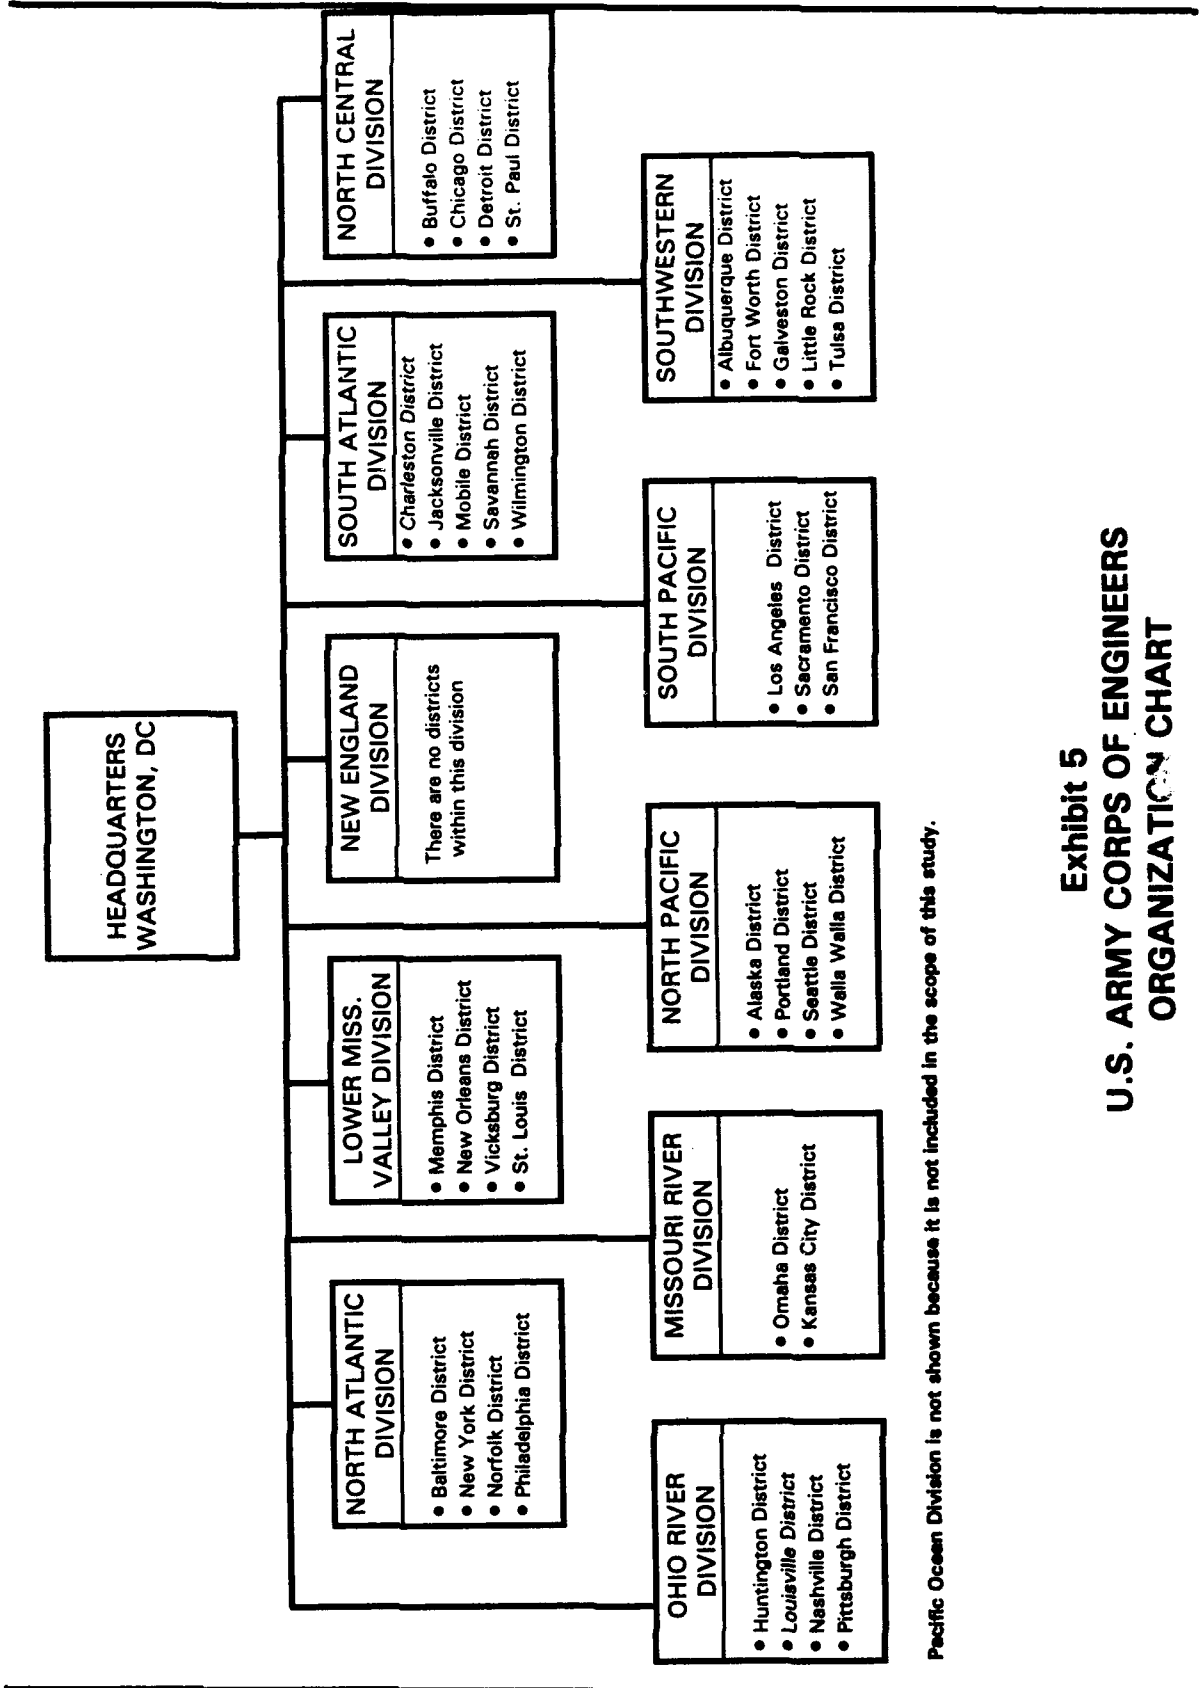 HEADQUARTERS
WASHINGTON, DC
NORTH ATLANTIC
DIVISION
• Baltimore District
• New York District
• Norfolk District
• Philadelphia District
LOWER MISS.
VALLEY DIVISION
• Memphis District
• New Orleans District
• Vicksburg District
• St. Louis District
NEW ENGLAND
DIVISION
There are no districts
within this division
SOUTH ATLANTIC
DIVISION
• Charleston District
• Jacksonville District
• Mobile District
• Savannah District
• Wilmington District
NORTH CENTRAL
DIVISION
• Buffalo District
• Chicago District
• Detroit District
• St. Paul District
OHIO RIVER
DIVISION
• Huntington District
• Louisville District
• Nashville District
• Pittsburgh District
MISSOURI RIVER
DIVISION
• Omaha District
• Kansas City District
NORTH PACIFIC
DIVISION
• Alaska District
• Portland District
• Seattle District
• Walla Walla District
SOUTH PACIFIC
DIVISION
• Los Angeles District
• Sacramento District
• San Francisco District
SOUTHWESTERN
DIVISION
• Albuquerque District
• Fort Worth District
• Galveston District
• Little Rock District
• Tulsa District
Pacific Ocean Division is not shown because it is not included in the scope of this study.
Exhibit 5
U.S. ARMY CORPS OF ENGINEERS
ORGANIZATION CHART